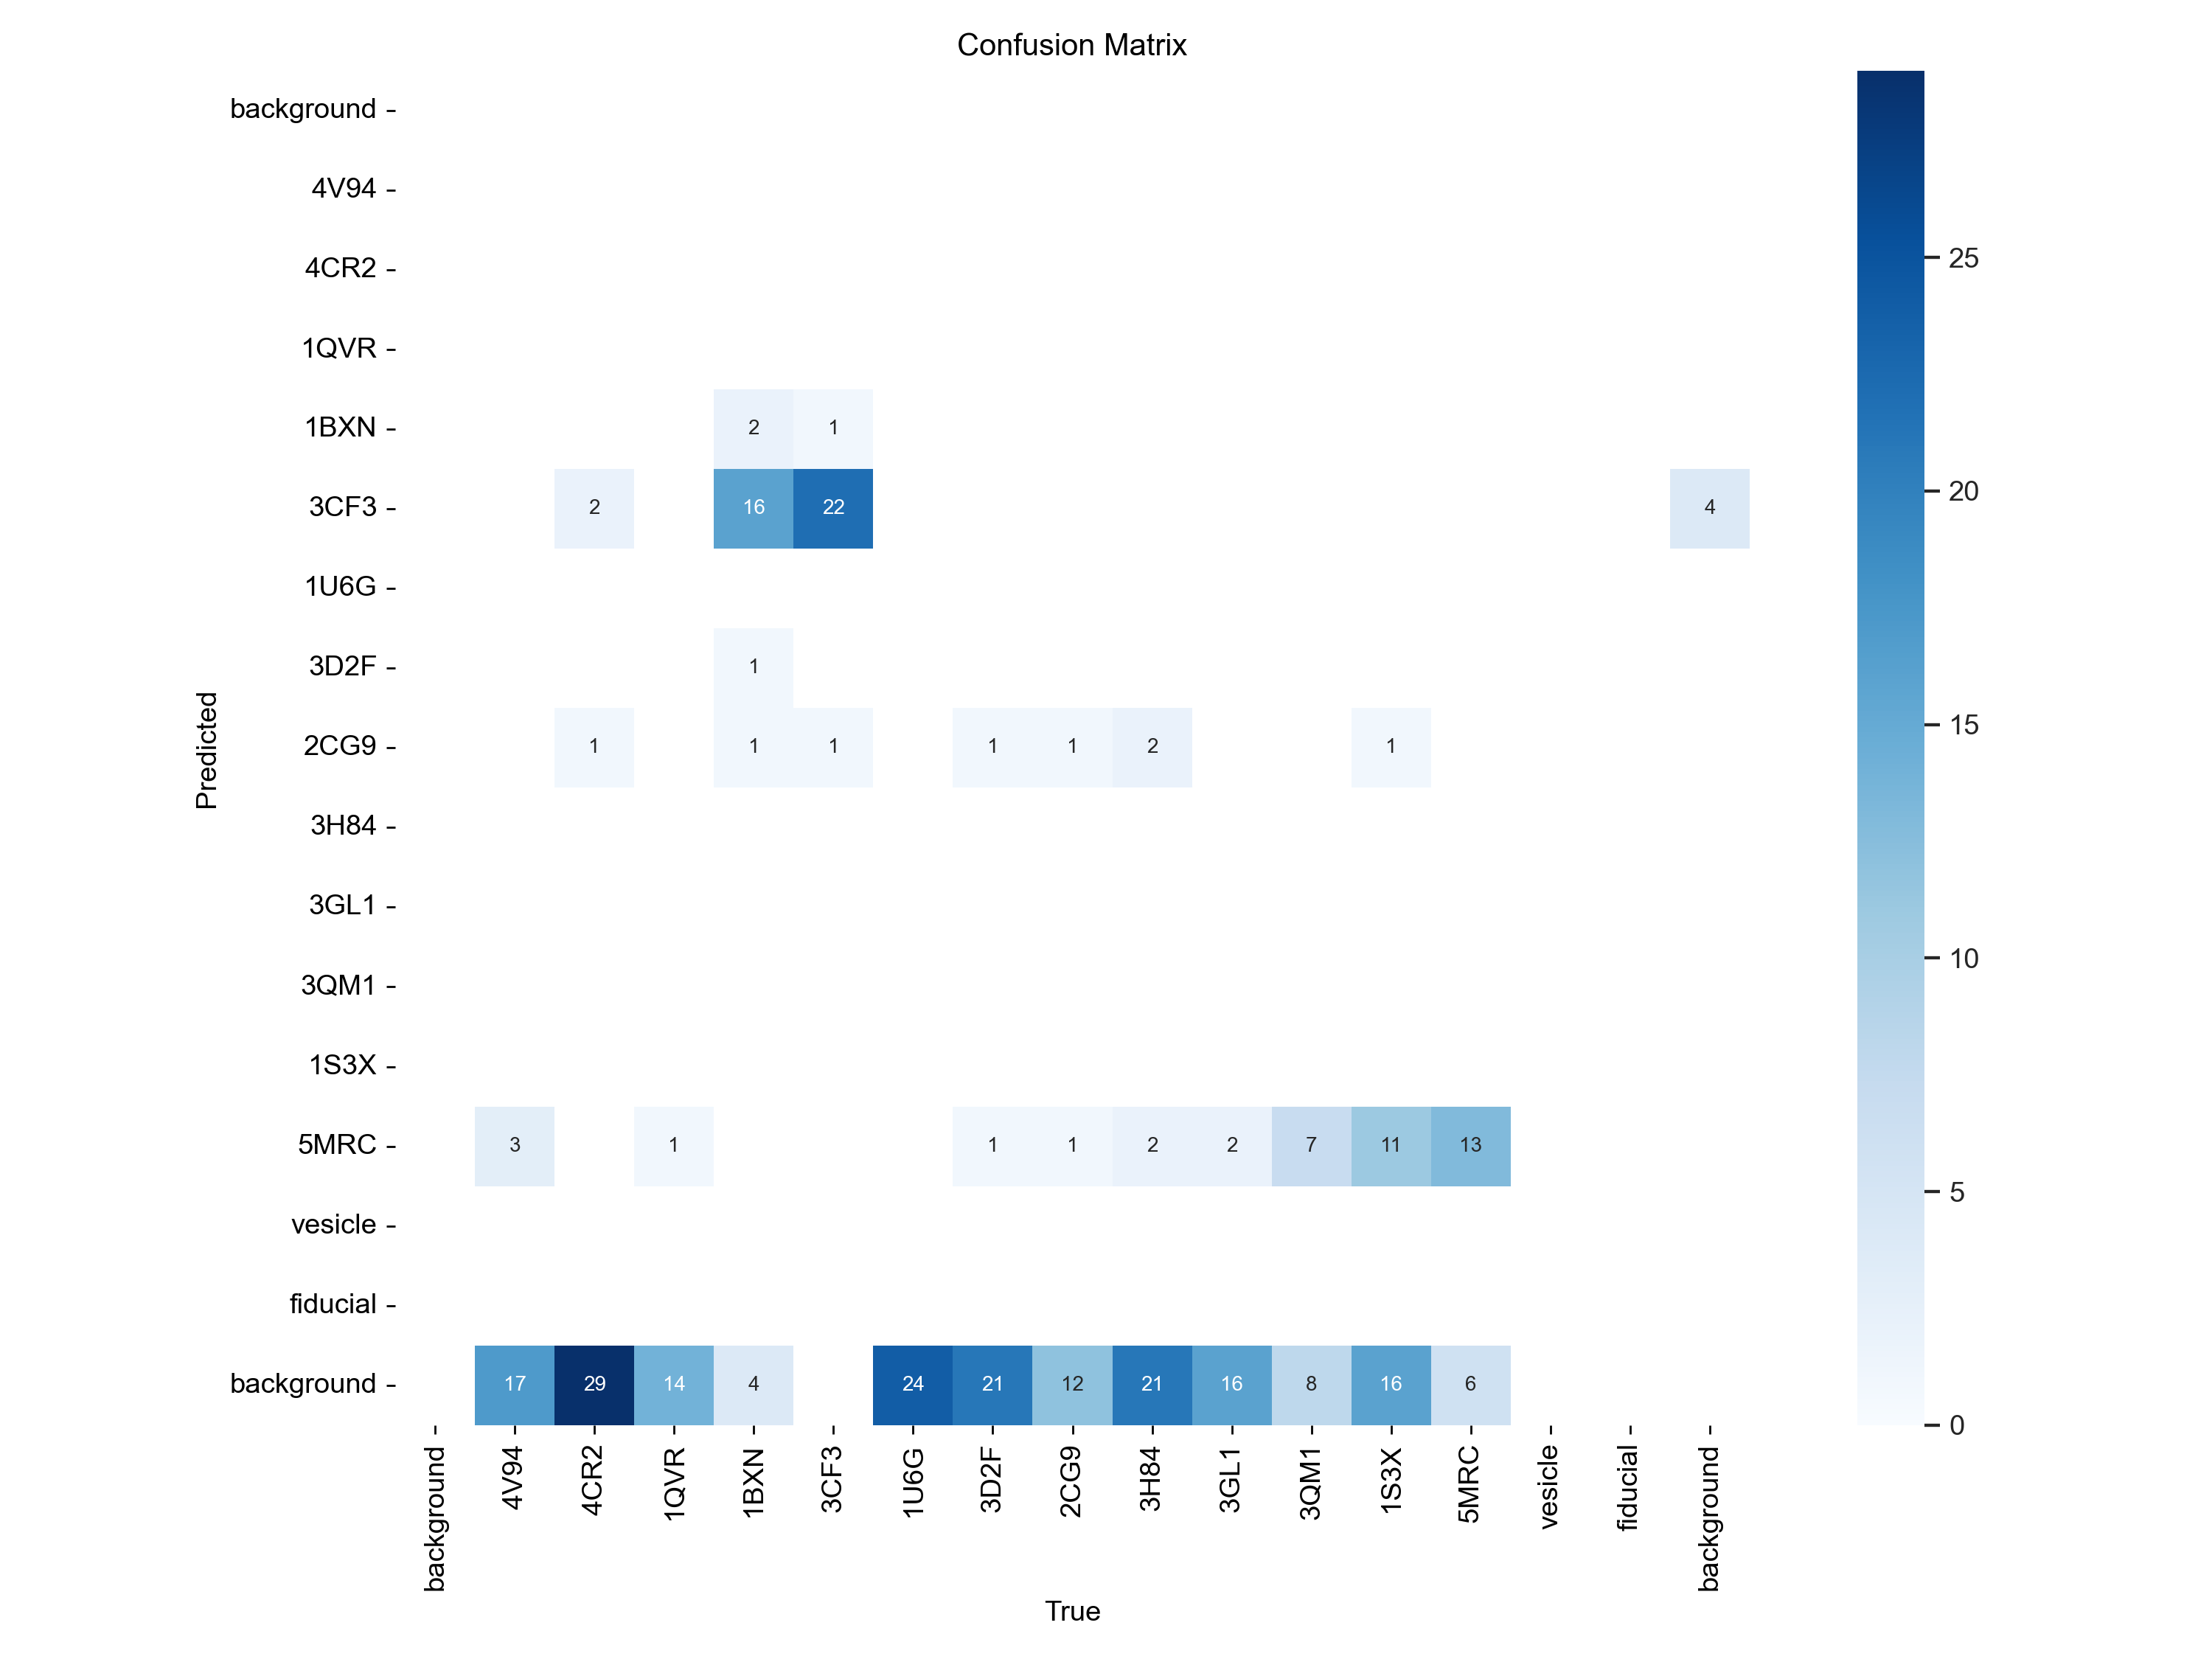 Confusion Matrix
background
4V94
4CR2
1QVR
1BXN 2 1
3CF3 2 16 22 4
1U6G
3D2F 1
2CG9 1 1 1 1 1 2 1
3H84
3GL1
3QM1
1S3X
5MRC 3 1 1 1 2 2 7 11 13
vesicle
fiducial
background 17 29 14 4 24 21 12 21 16 8 16 6
Predicted
background 4V94 4CR2 1QVR 1BXN 3CF3 1U6G 3D2F 2CG9 3H84 3GL1 3QM1 1S3X 5MRC vesicle fiducial background
True
25
20
15
10
5
0